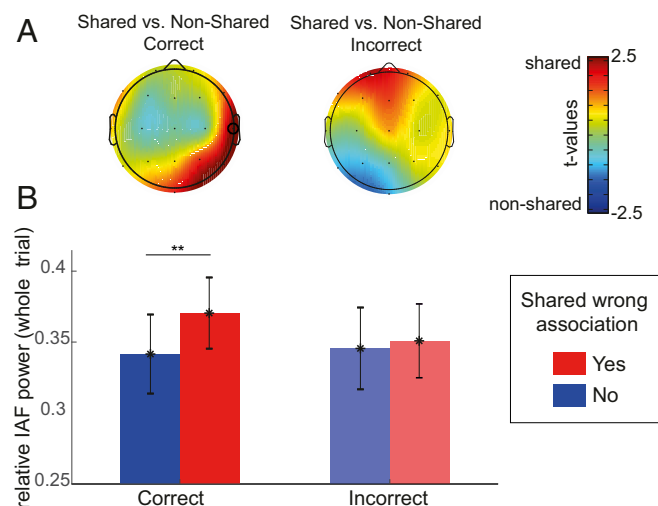 A
Shared vs. Non-Shared
Correct
Shared vs. Non-Shared
Incorrect
shared
2.5
t-values
non-shared
-2.5
B
**
relative IAF power (whole trial)
0.4
0.35
0.3
0.25
Correct
Incorrect
Shared wrong
association
Yes
No